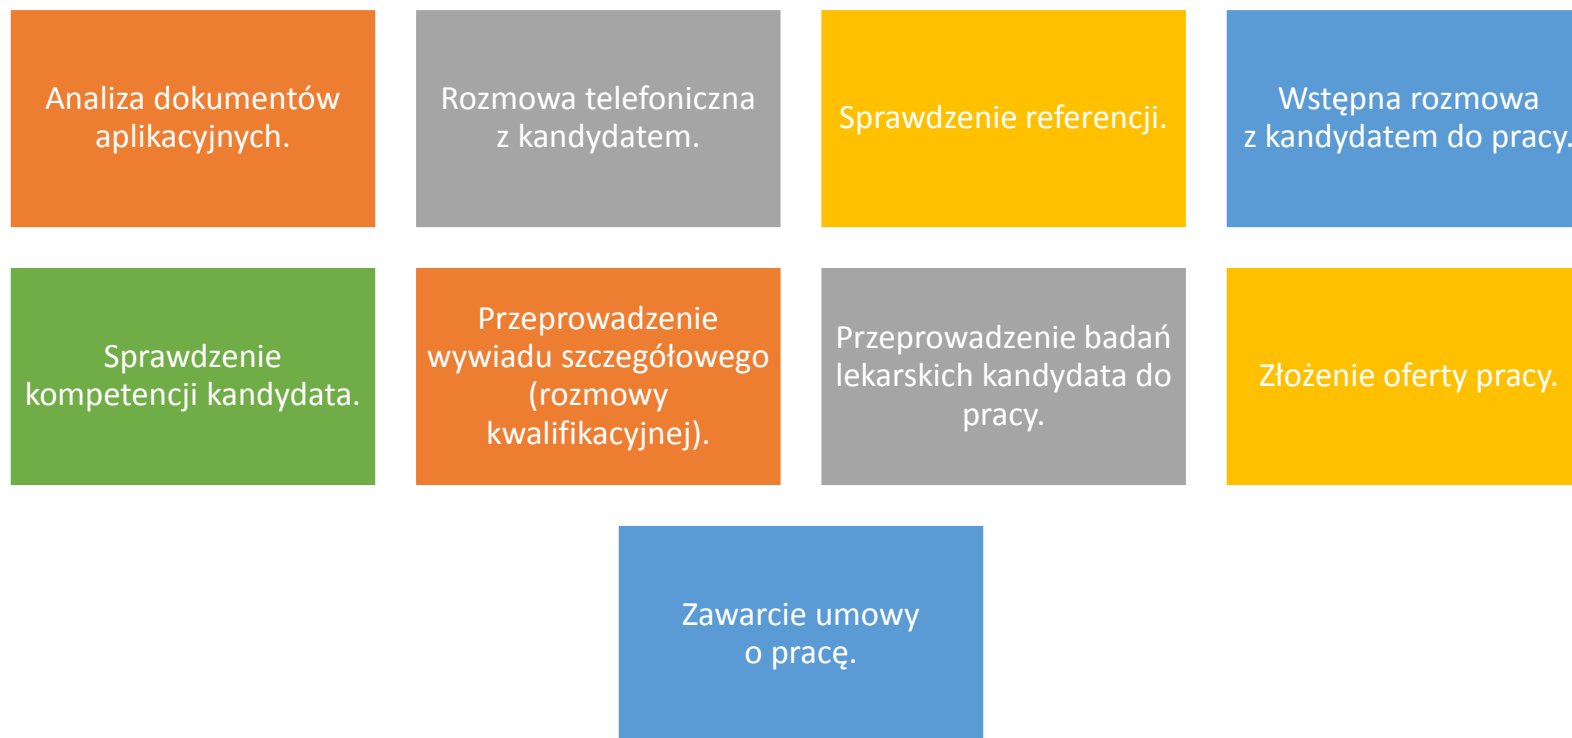 Analiza dokumentów
aplikacyjnych.
Rozmowa telefoniczna
z kandydatem.
Sprawdzenie referencji.
Wstępna rozmowa
z kandydatem do pracy.
Sprawdzenie
kompetencji kandydata.
Przeprowadzenie
wywiadu szczegółowego
(rozmowy
kwalifikacyjnej).
Przeprowadzenie badań
lekarskich kandydata do
pracy.
Złożenie oferty pracy.
Zawarcie umowy
o pracę.